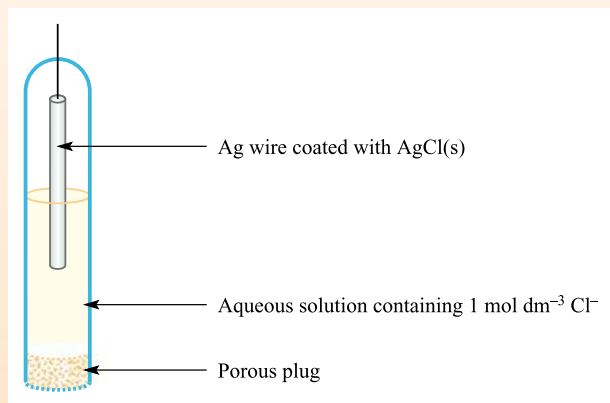 Ag wire coated with AgCl(s)
Aqueous solution containing 1 mol dm⁻³ Cl⁻
Porous plug